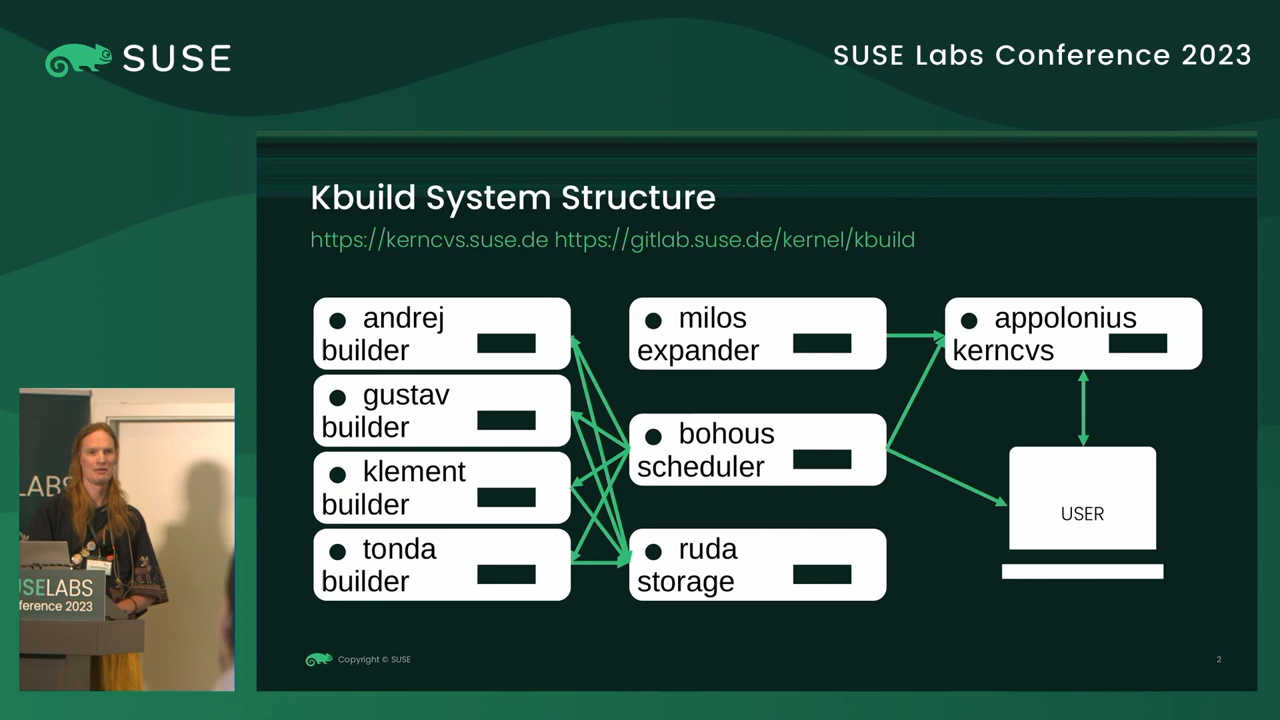 SUSE
SUSE Labs Conference 2023
Kbuild System Structure
https://kerncvs.suse.de https://gitlab.suse.de/kernel/kbuild
andrej
builder
gustav
builder
klement
builder
tonda
builder
milos
expander
bohous
scheduler
ruda
storage
appolonius
kerncvs
USER
Copyright © SUSE
2
LABS
SELABS
ference 2023